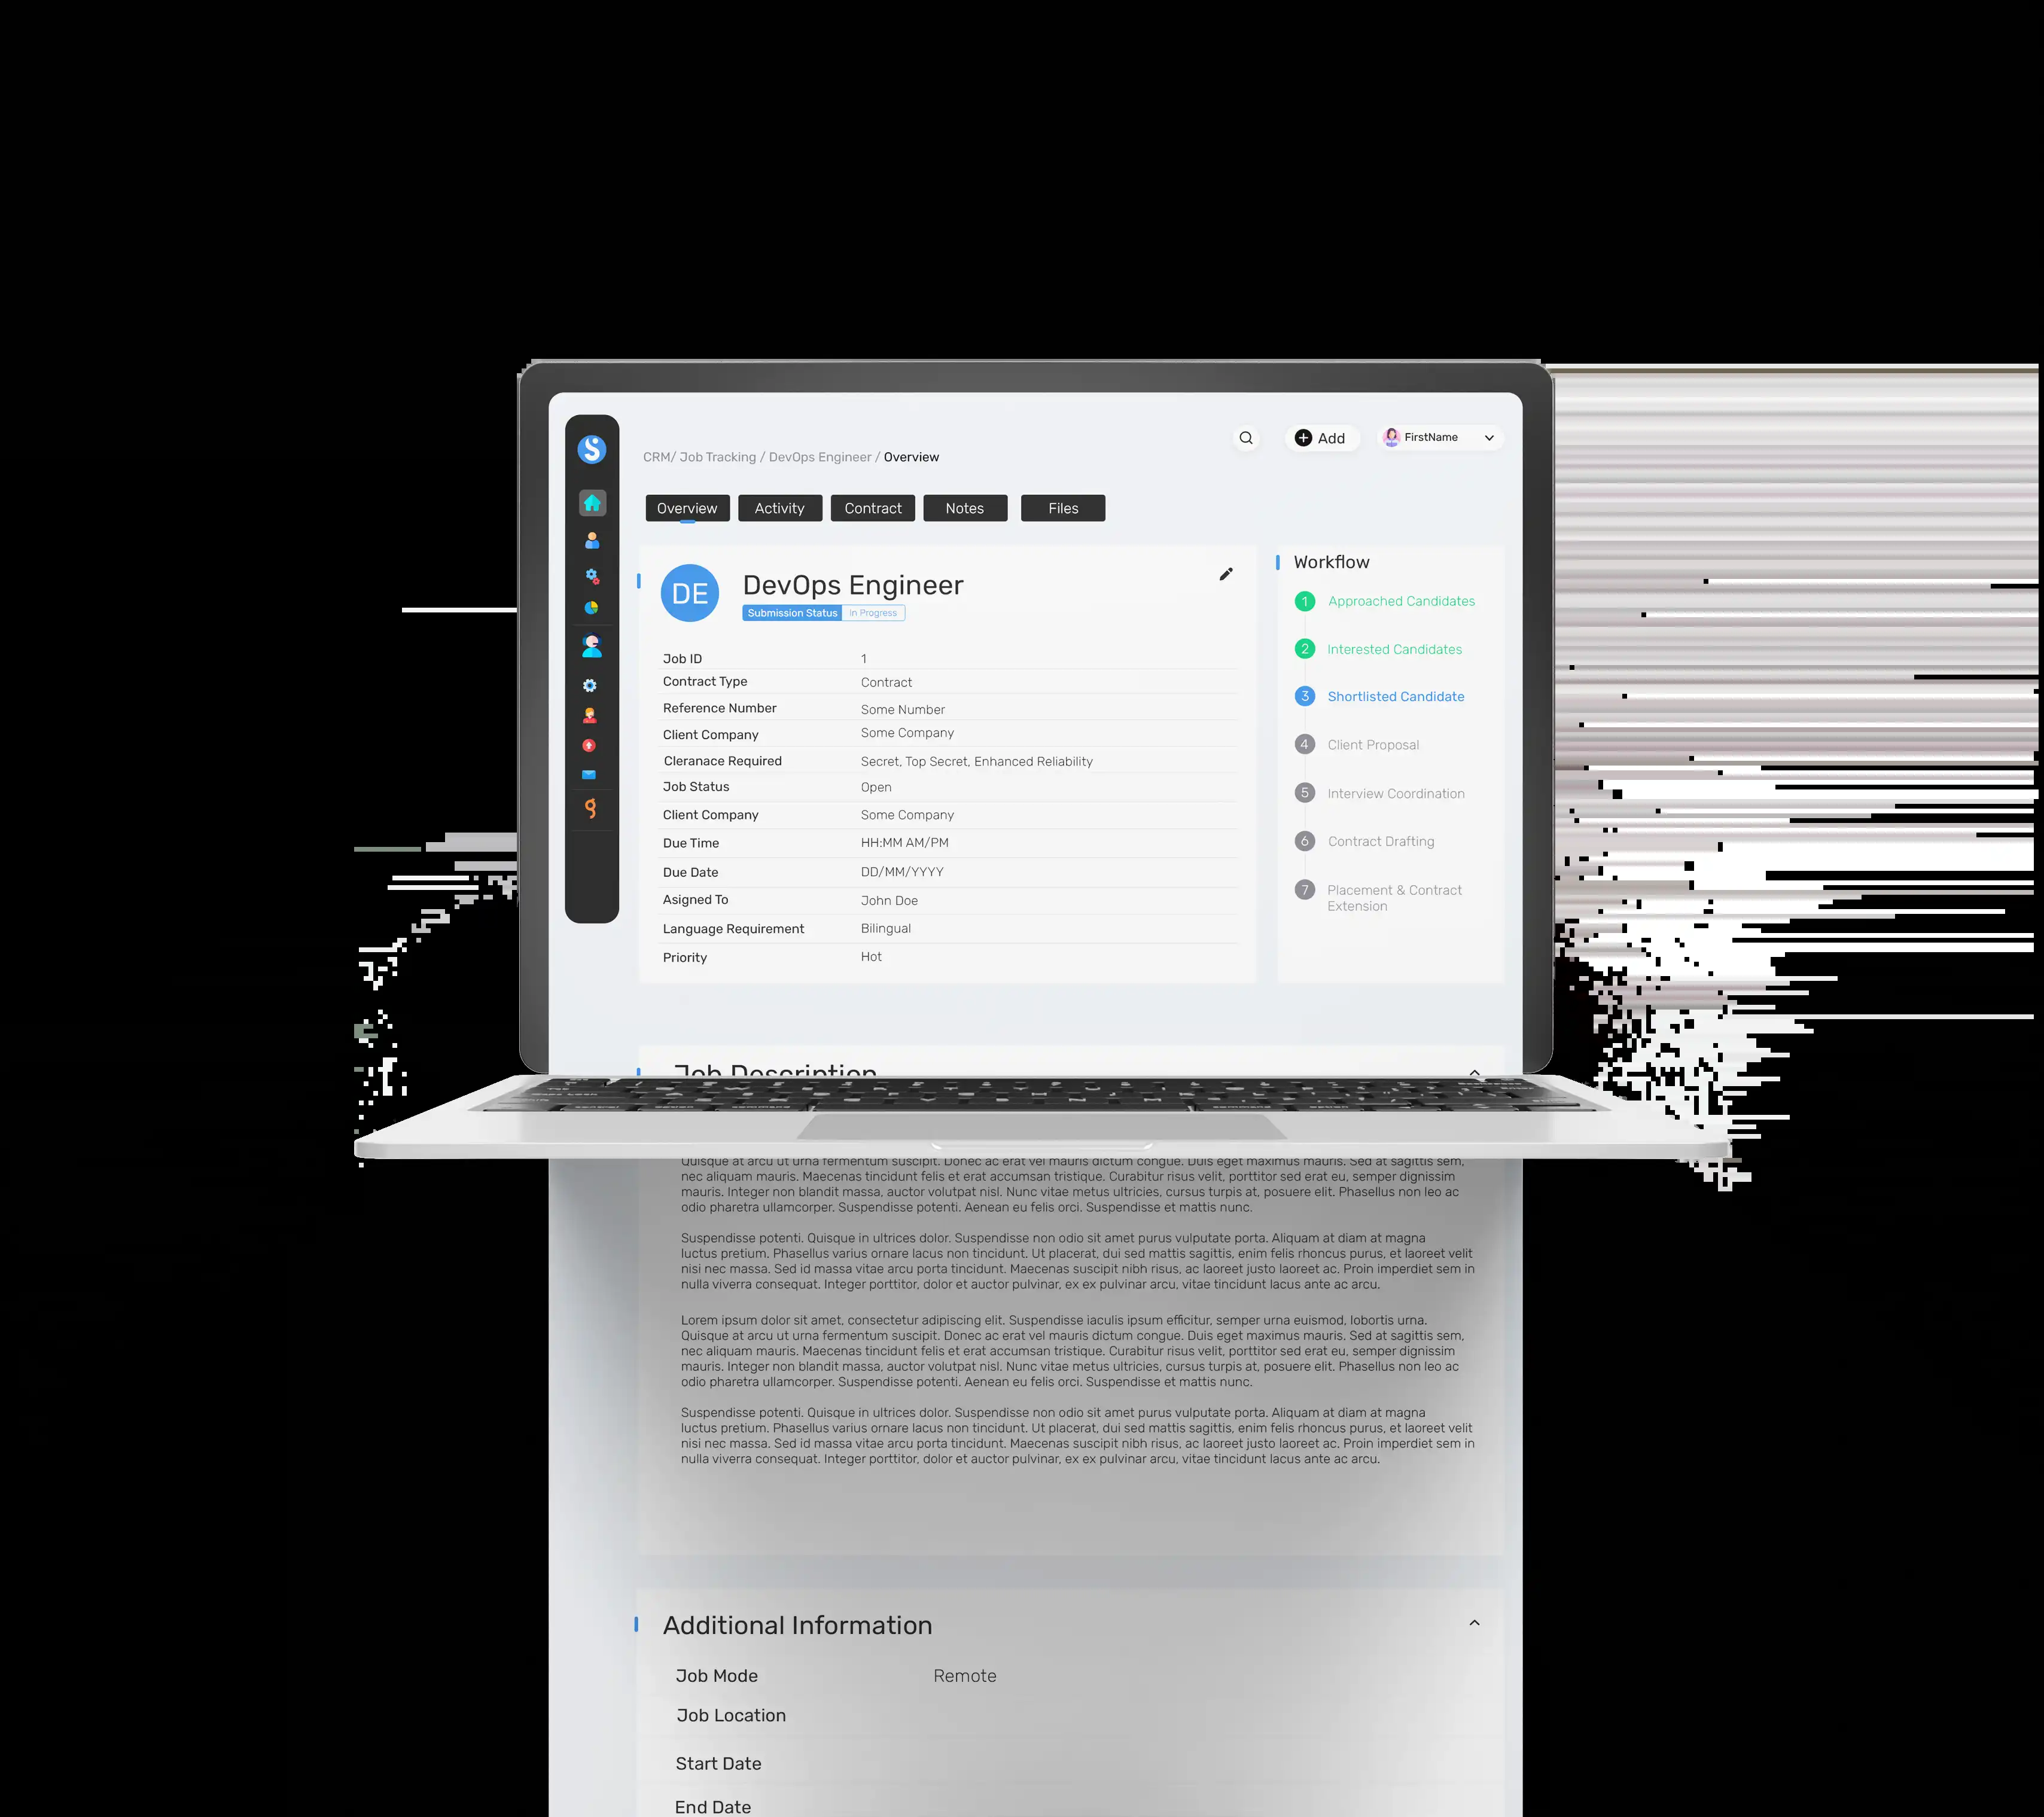 CRM/ Job Tracking / DevOps Engineer / Overview
Add
FirstName
Overview
Activity
Contract
Notes
Files
DE
DevOps Engineer
Submission Status In Progress
Job ID 1
Contract Type Contract
Reference Number Some Number
Client Company Some Company
Cleranace Required Secret, Top Secret, Enhanced Reliability
Job Status Open
Client Company Some Company
Due Time HH:MM AM/PM
Due Date DD/MM/YYYY
Asigned To John Doe
Language Requirement Bilingual
Priority Hot
Workflow
1 Approached Candidates
2 Interested Candidates
3 Shortlisted Candidate
4 Client Proposal
5 Interview Coordination
6 Contract Drafting
7 Placement & Contract
Extension
Job Description
Quisque at arcu ut urna fermentum suscipit. Donec ac erat vel mauris dictum congue. Duis eget maximus mauris. Sed at sagittis sem,
nec aliquam mauris. Maecenas tincidunt felis et erat accumsan tristique. Curabitur risus velit, porttitor sed erat eu, semper dignissim
mauris. Integer non blandit massa, auctor volutpat nisl. Nunc vitae metus ultricies, cursus turpis at, posuere elit. Phasellus non leo ac
odio pharetra ullamcorper. Suspendisse potenti. Aenean eu felis orci. Suspendisse et mattis nunc.
Suspendisse potenti. Quisque in ultrices dolor. Suspendisse non odio sit amet purus vulputate porta. Aliquam at diam at magna
luctus pretium. Phasellus varius ornare lacus non tincidunt. Ut placerat, dui sed mattis sagittis, enim felis rhoncus purus, et laoreet velit
nisi nec massa. Sed id massa vitae arcu porta tincidunt. Maecenas suscipit nibh risus, ac laoreet justo laoreet ac. Proin imperdiet sem in
nulla viverra consequat. Integer porttitor, dolor et auctor pulvinar, ex ex pulvinar arcu, vitae tincidunt lacus ante ac arcu.
Lorem ipsum dolor sit amet, consectetur adipiscing elit. Suspendisse iaculis ipsum efficitur, semper urna euismod, lobortis urna.
Quisque at arcu ut urna fermentum suscipit. Donec ac erat vel mauris dictum congue. Duis eget maximus mauris. Sed at sagittis sem,
nec aliquam mauris. Maecenas tincidunt felis et erat accumsan tristique. Curabitur risus velit, porttitor sed erat eu, semper dignissim
mauris. Integer non blandit massa, auctor volutpat nisl. Nunc vitae metus ultricies, cursus turpis at, posuere elit. Phasellus non leo ac
odio pharetra ullamcorper. Suspendisse potenti. Aenean eu felis orci. Suspendisse et mattis nunc.
Suspendisse potenti. Quisque in ultrices dolor. Suspendisse non odio sit amet purus vulputate porta. Aliquam at diam at magna
luctus pretium. Phasellus varius ornare lacus non tincidunt. Ut placerat, dui sed mattis sagittis, enim felis rhoncus purus, et laoreet velit
nisi nec massa. Sed id massa vitae arcu porta tincidunt. Maecenas suscipit nibh risus, ac laoreet justo laoreet ac. Proin imperdiet sem in
nulla viverra consequat. Integer porttitor, dolor et auctor pulvinar, ex ex pulvinar arcu, vitae tincidunt lacus ante ac arcu.
Additional Information
Job Mode Remote
Job Location
Start Date
End Date